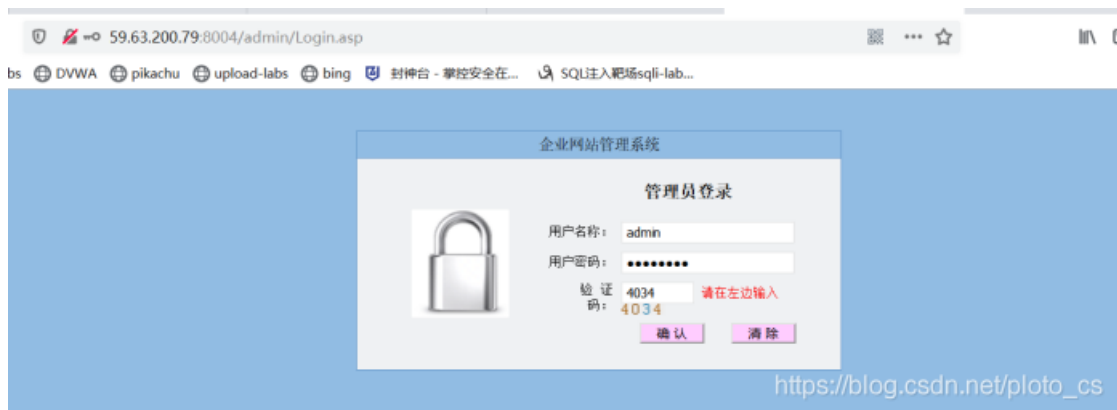 59.63.200.79:8004/admin/Login.asp
bs DVWA pikachu upload-labs bing 封神台 - 掌控安全在... SQL注入靶场sqli-lab...
企业网站管理系统
管理员登录
用户名称： admin
用户密码： ●●●●●●●●
验 证 码： 4034 请在左边输入
4034
确 认 清 除
https://blog.csdn.net/ploto_cs